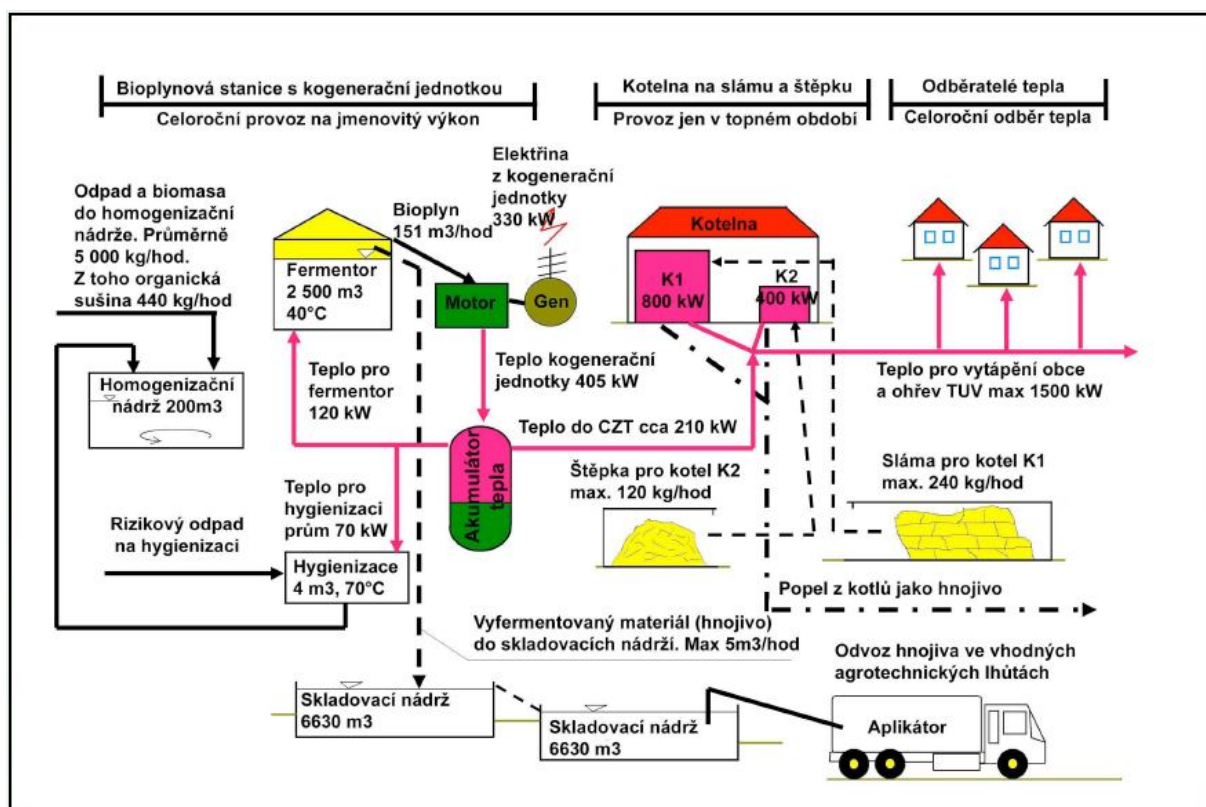 Bioplynová stanice s kogenerační jednotkou
Celoroční provoz na jmenovitý výkon
Kotelna na slámu a štěpku
Provoz jen v topném období
Odběratelé tepla
Celoroční odběr tepla
Odpad a biomasa
do homogenizační
nádrže. Průměrně
5 000 kg/hod.
Z toho organická
sušina 440 kg/hod
Bioplyn
151 m3/hod
Elektřina
z kogenerační
jednotky
330 kW
Fermentor
2 500 m3
40°C
Motor
Gen
Kotelna
K1
800 kW
K2
400 kW
Teplo pro
fermentor
120 kW
Teplo kogenerační
jednotky 405 kW
Teplo pro vytápění obce
a ohřev TUV max 1500 kW
Homogenizační
nádrž 200m3
Teplo do CZT cca 210 kW
Akumulátor
tepla
Štěpka pro kotel K2
max. 120 kg/hod
Sláma pro kotel K1
max. 240 kg/hod
Teplo pro
hygienizaci
prům 70 kW
Rizikový odpad
na hygienizaci
Hygienizace
4 m3, 70°C
Popel z kotlů jako hnojivo
Vyfermentovaný materiál (hnojivo)
do skladovacích nádrží. Max 5m3/hod
Odvoz hnojiva ve vhodných
agrotechnických lhůtách
Skladovací nádrž
6630 m3
Skladovací nádrž
6630 m3
Aplikátor